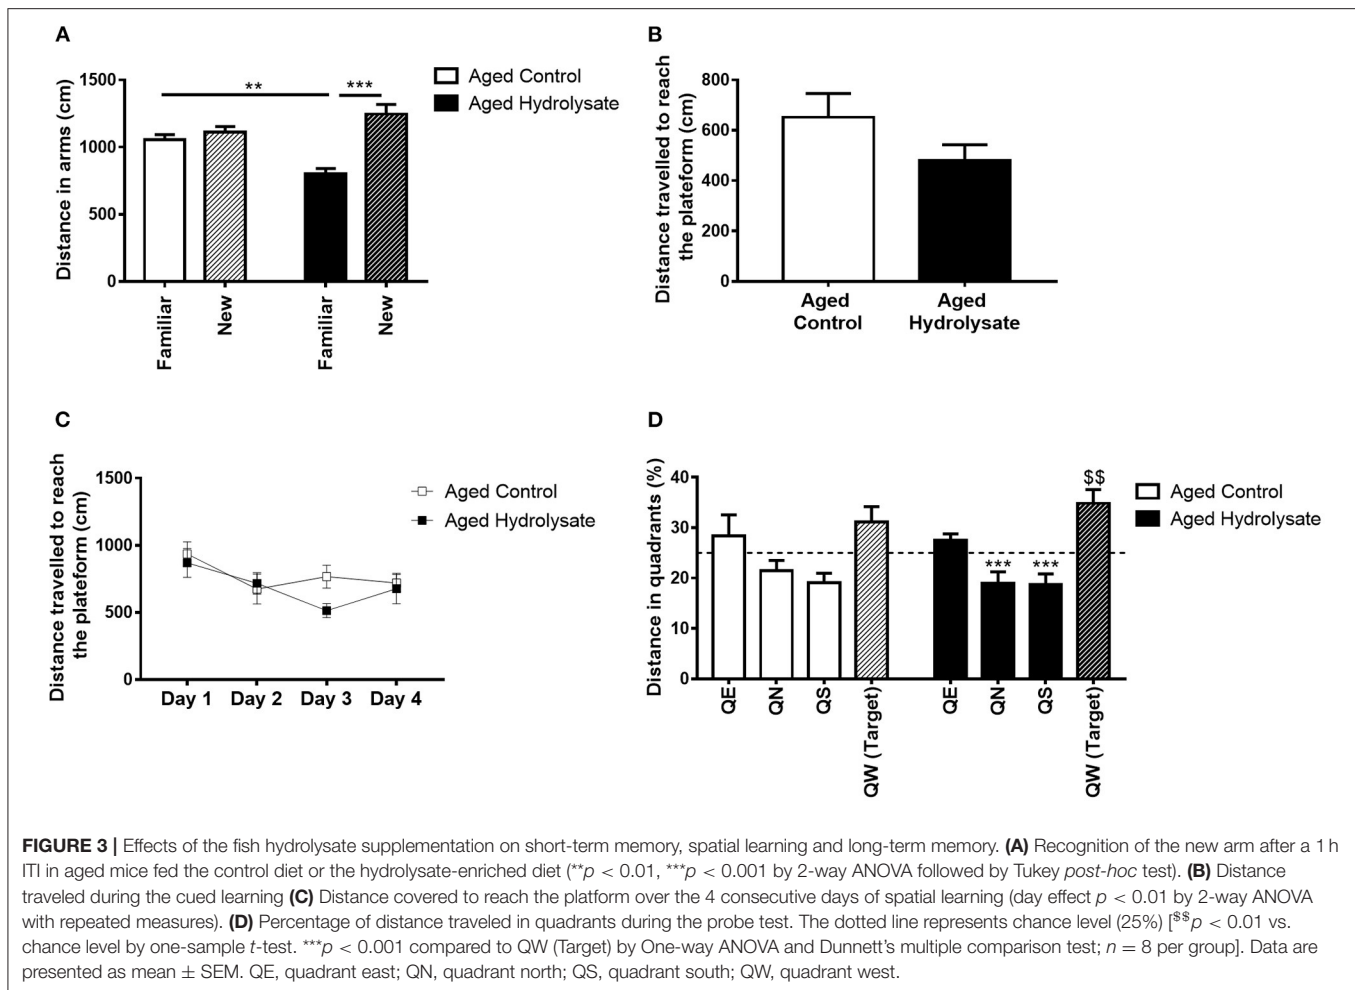 A
Distance in arms (cm)
1500
1000
500
0
**
***
Familiar
New
Familiar
New
Aged Control
Aged Hydrolysate
B
Distance travelled to reach
the plateform (cm)
800
600
400
200
0
Aged
Control
Aged
Hydrolysate
C
Distance travelled to reach
the plateform (cm)
1500
1000
500
0
Day 1 Day 2 Day 3 Day 4
Aged Control
Aged Hydrolysate
D
Distance in quadrants (%)
40
30
20
10
0
***
***
$$
QE
QN
QS
QW (Target)
QE
QN
QS
QW (Target)
Aged Control
Aged Hydrolysate
FIGURE 3 | Effects of the fish hydrolysate supplementation on short-term memory, spatial learning and long-term memory. (A) Recognition of the new arm after a 1 h
ITI in aged mice fed the control diet or the hydrolysate-enriched diet (**p < 0.01, ***p < 0.001 by 2-way ANOVA followed by Tukey post-hoc test). (B) Distance
traveled during the cued learning (C) Distance covered to reach the platform over the 4 consecutive days of spatial learning (day effect p < 0.01 by 2-way ANOVA
with repeated measures). (D) Percentage of distance traveled in quadrants during the probe test. The dotted line represents chance level (25%) [$$p < 0.01 vs.
chance level by one-sample t-test. ***p < 0.001 compared to QW (Target) by One-way ANOVA and Dunnett's multiple comparison test; n = 8 per group]. Data are
presented as mean ± SEM. QE, quadrant east; QN, quadrant north; QS, quadrant south; QW, quadrant west.